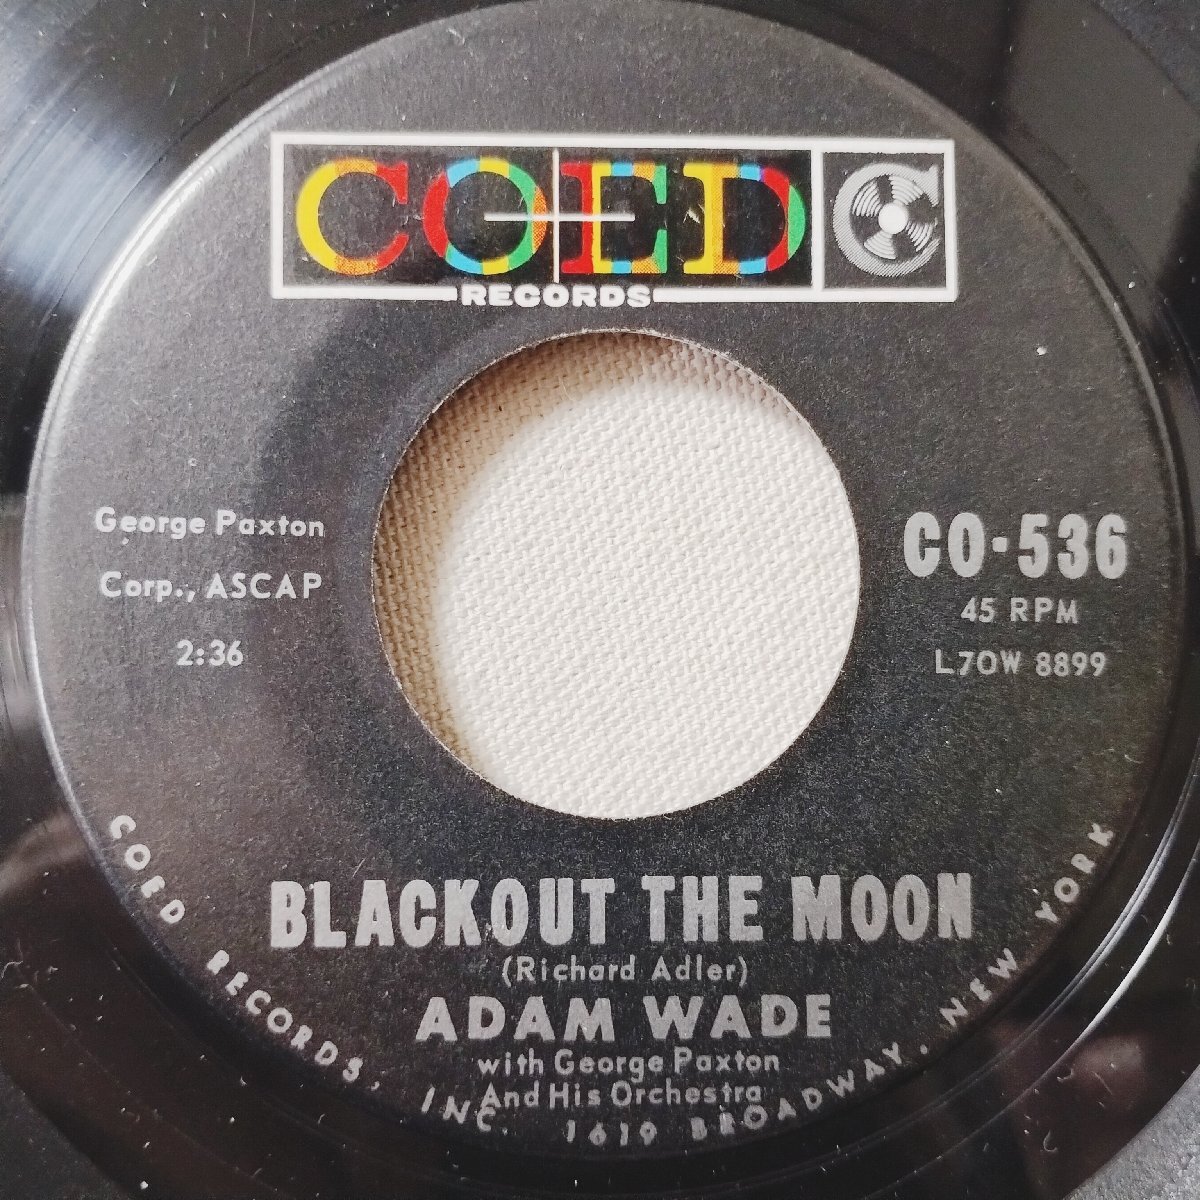 COED
C
RECORDS
George Paxton
Corp., ASCAP
2:36
CO-536
45 RPM
L7OW 8899
BLACKOUT THE MOON
(Richard Adler)
ADAM WADE
with George Paxton
And His Orchestra
COED RECORDS, INC. 1619 BROADWAY, NEW YORK